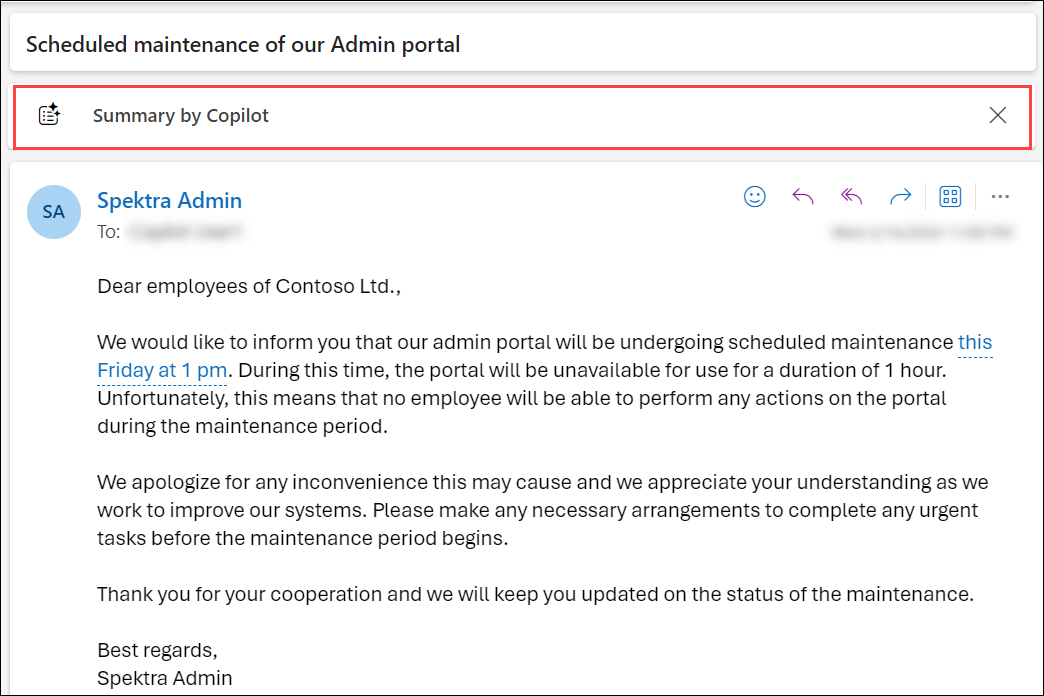 Scheduled maintenance of our Admin portal
Summary by Copilot
SA
Spektra Admin
To:
Dear employees of Contoso Ltd.,
We would like to inform you that our admin portal will be undergoing scheduled maintenance this
Friday at 1 pm. During this time, the portal will be unavailable for use for a duration of 1 hour.
Unfortunately, this means that no employee will be able to perform any actions on the portal
during the maintenance period.
We apologize for any inconvenience this may cause and we appreciate your understanding as we
work to improve our systems. Please make any necessary arrangements to complete any urgent
tasks before the maintenance period begins.
Thank you for your cooperation and we will keep you updated on the status of the maintenance.
Best regards,
Spektra Admin